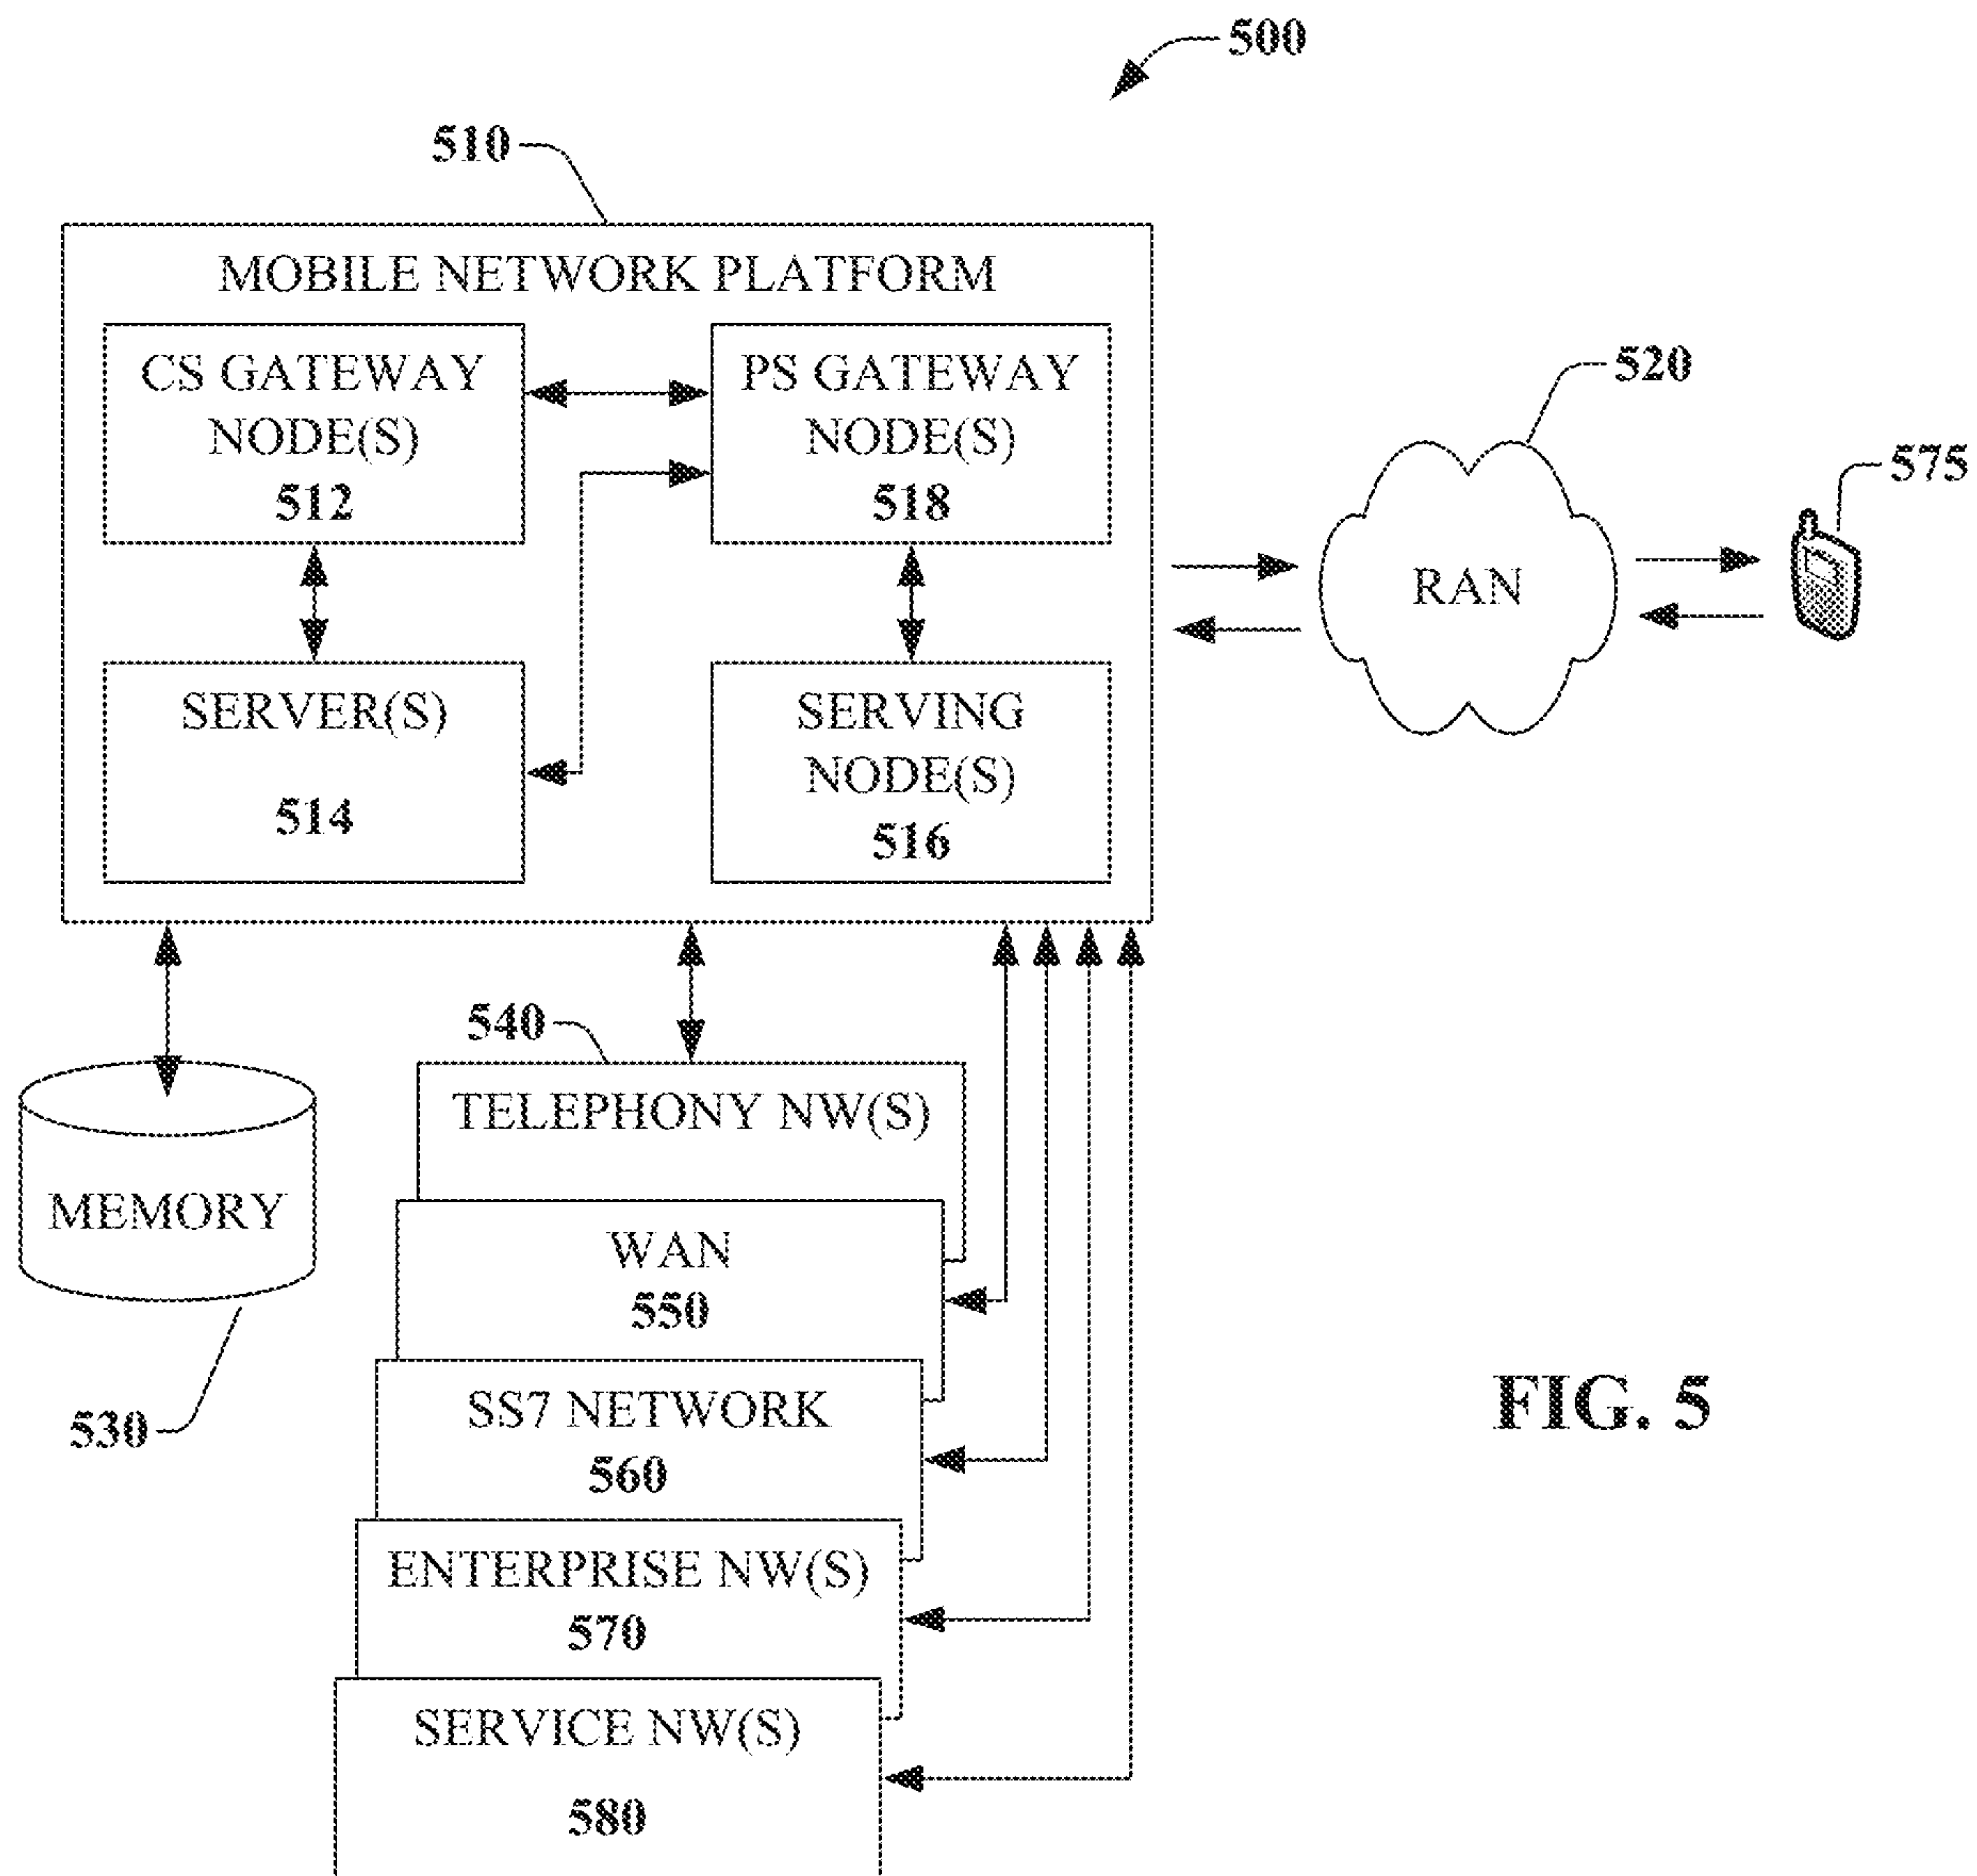 500
510
MOBILE NETWORK PLATFORM
CS GATEWAY
NODE(S)
512
PS GATEWAY
NODE(S)
518
SERVER(S)
514
SERVING
NODE(S)
516
520
RAN
575
540
TELEPHONY NW(S)
MEMORY
530
WAN
550
SS7 NETWORK
560
ENTERPRISE NW(S)
570
SERVICE NW(S)
580
FIG. 5